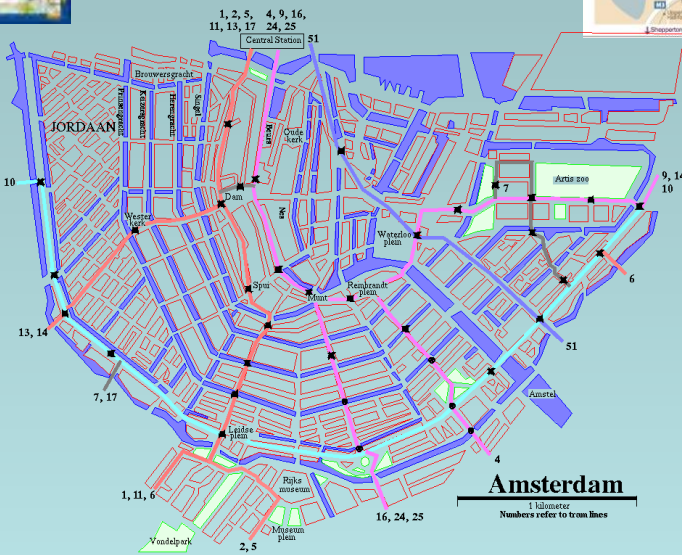 1, 2, 5,
11, 13, 17
4, 9, 16,
24, 25
Central Station
51
Shepperton
Brouwersgracht
JORDAAN
Prinsengracht
Keizersgracht
Herengracht
Singel
Beurs
Oude
kerk
Artis zoo
9, 14
10
7
10
Dam
Wester
kerk
Nes
Waterloo
plein
Spui
Munt
Rembrandt
plein
6
13, 14
51
7, 17
Amstel
Leidse
plein
4
Rijks
museum
1, 11, 6
16, 24, 25
2, 5
Museum
plein
Vondelpark
Amsterdam
1 kilometer
Numbers refer to tram lines